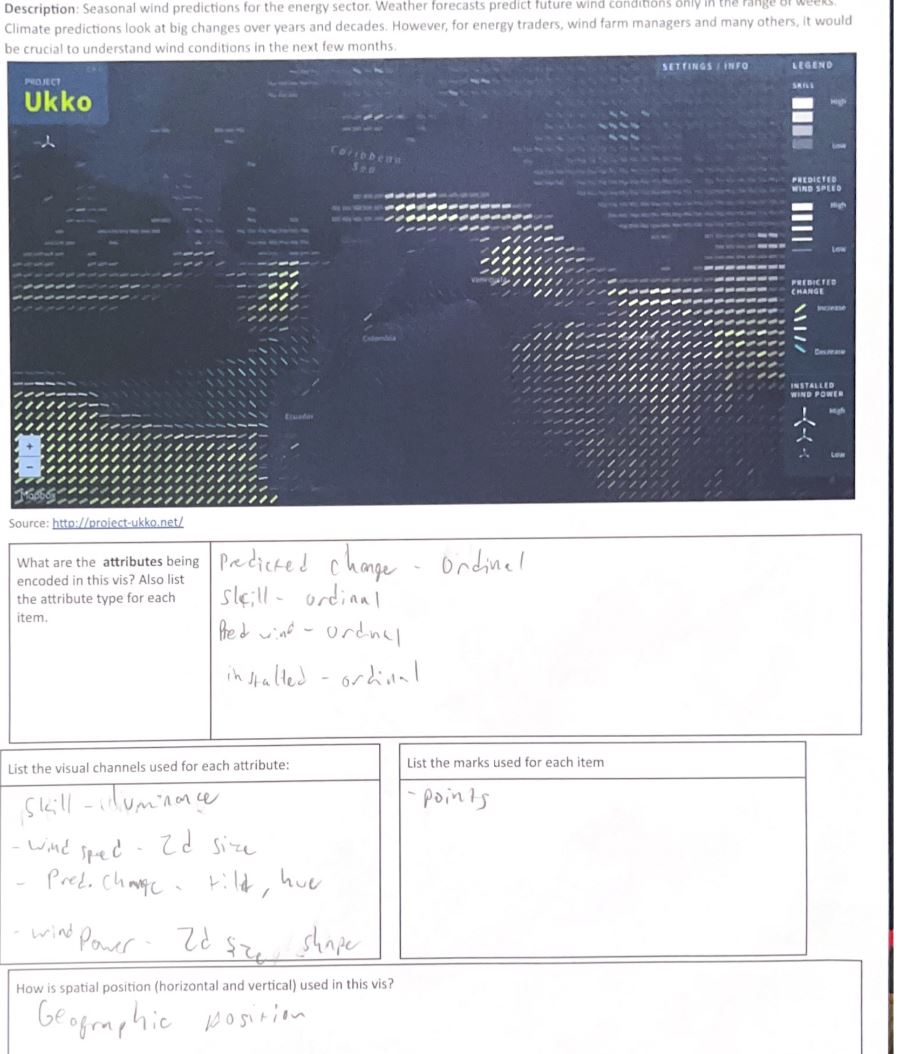 Description: Seasonal wind predictions for the energy sector. Weather forecasts predict future wind conditions only in the range of weeks.
Climate predictions look at big changes over years and decades. However, for energy traders, wind farm managers and many others, it would
be crucial to understand wind conditions in the next few months.
PROJECT
Ukko
SETTINGS / INFO
LEGEND
SKILL
High
Low
Caribbean
Sea
PREDICTED
WIND SPEED
High
Low
Venezuela
PREDICTED
CHANGE
Increase
Decrease
Colombia
INSTALLED
WIND POWER
High
Low
Ecuador
+
-
Mapbox
Source: http://project-ukko.net/
What are the attributes being
encoded in this vis? Also list
the attribute type for each
item.
Predicted change - Ordinal
Skill - ordinal
Pred wind - ordinal
installed - ordinal
List the visual channels used for each attribute:
Skill - iluminance
- wind sped - 2d size
- Pred. Change - tild, hue
- wind Power - 2d size, shape
List the marks used for each item
- points
How is spatial position (horizontal and vertical) used in this vis?
Geographic position